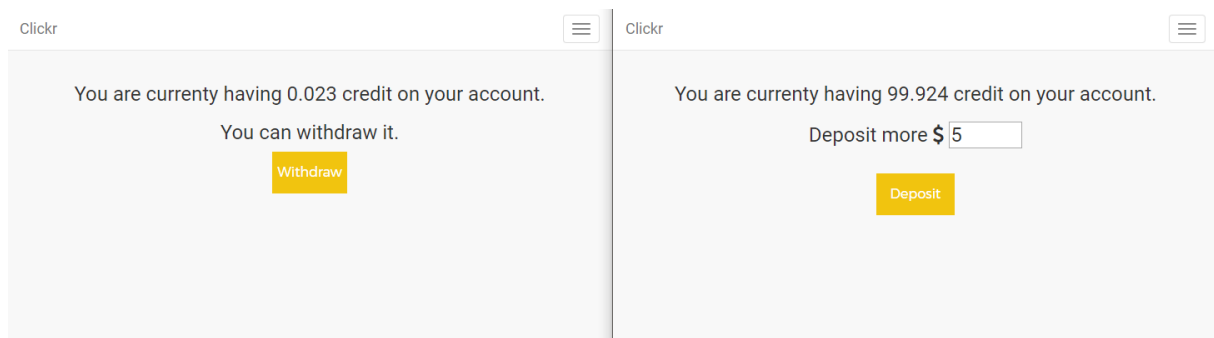 Clickr
You are currenty having 0.023 credit on your account.
You can withdraw it.
Withdraw
Clickr
You are currenty having 99.924 credit on your account.
Deposit more $ 5
Deposit